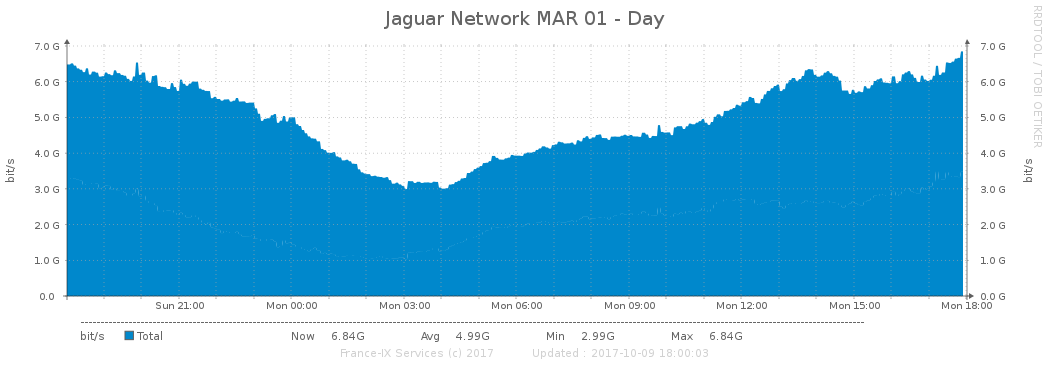 Jaguar Network MAR 01 - Day
RRDTOOL / TOBI OETIKER
bit/s
7.0 G 7.0 G
6.0 G 6.0 G
5.0 G 5.0 G
4.0 G 4.0 G
3.0 G 3.0 G
2.0 G 2.0 G
1.0 G 1.0 G
0.0 0.0 G
bit/s
Sun 21:00 Mon 00:00 Mon 03:00 Mon 06:00 Mon 09:00 Mon 12:00 Mon 15:00 Mon 18:00
bit/s Total Now 6.84G Avg 4.99G Min 2.99G Max 6.84G
France-IX Services (c) 2017 Updated : 2017-10-09 18:00:03